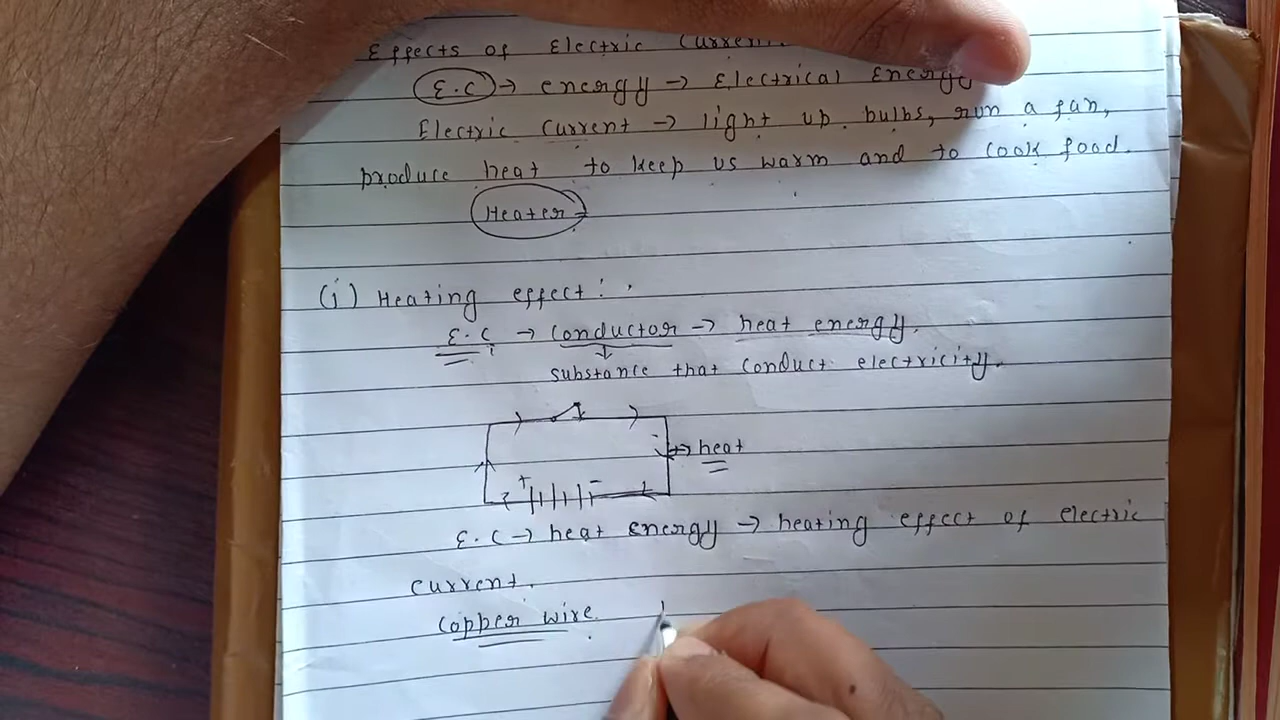 Effects of Electric Current.
E.C → energy → Electrical Energy
Electric Current → light up bulbs, run a fan,
produce heat to keep us warm and to cook food.
Heater
(i) Heating effect:
E.C → Conductor → heat energy.
↓
substance that conduct electricity.
+ - → heat
E.C → heat energy → heating effect of electric
current.
Copper wire.